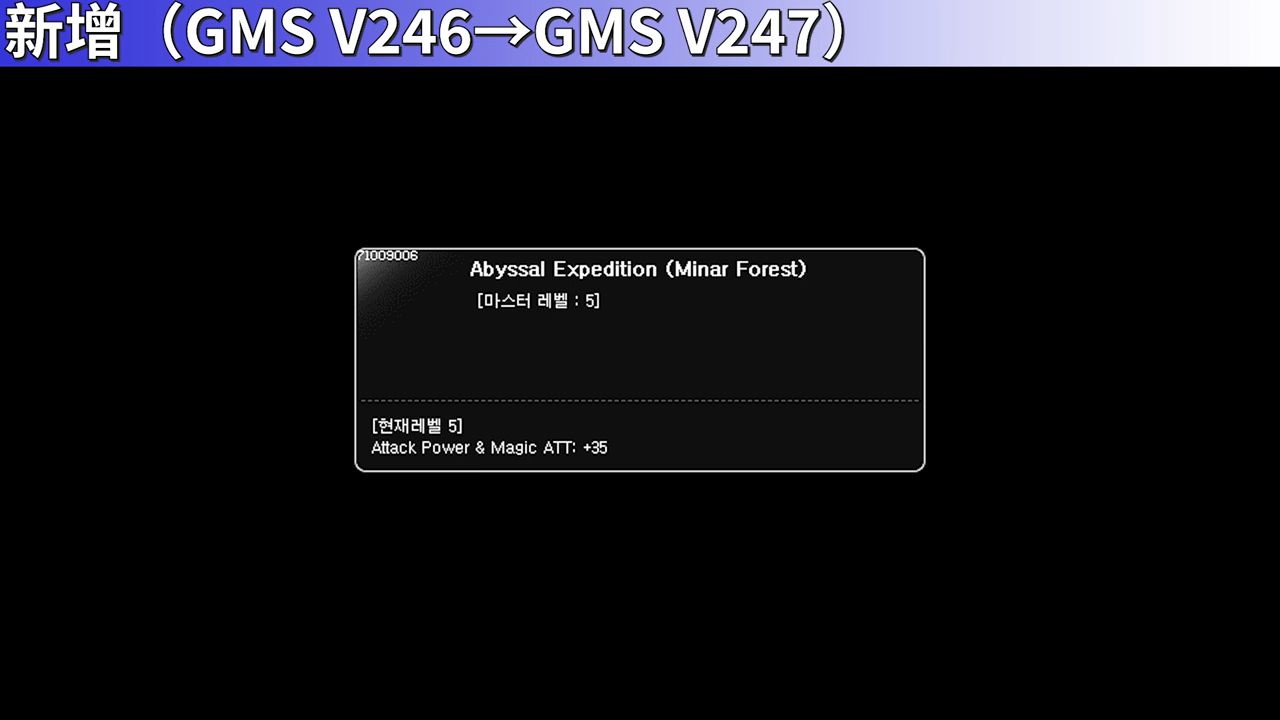 新增（GMS V246→GMS V247）
71009006
Abyssal Expedition (Minar Forest)
[마스터 레벨 : 5]
[현재레벨 5]
Attack Power & Magic ATT: +35